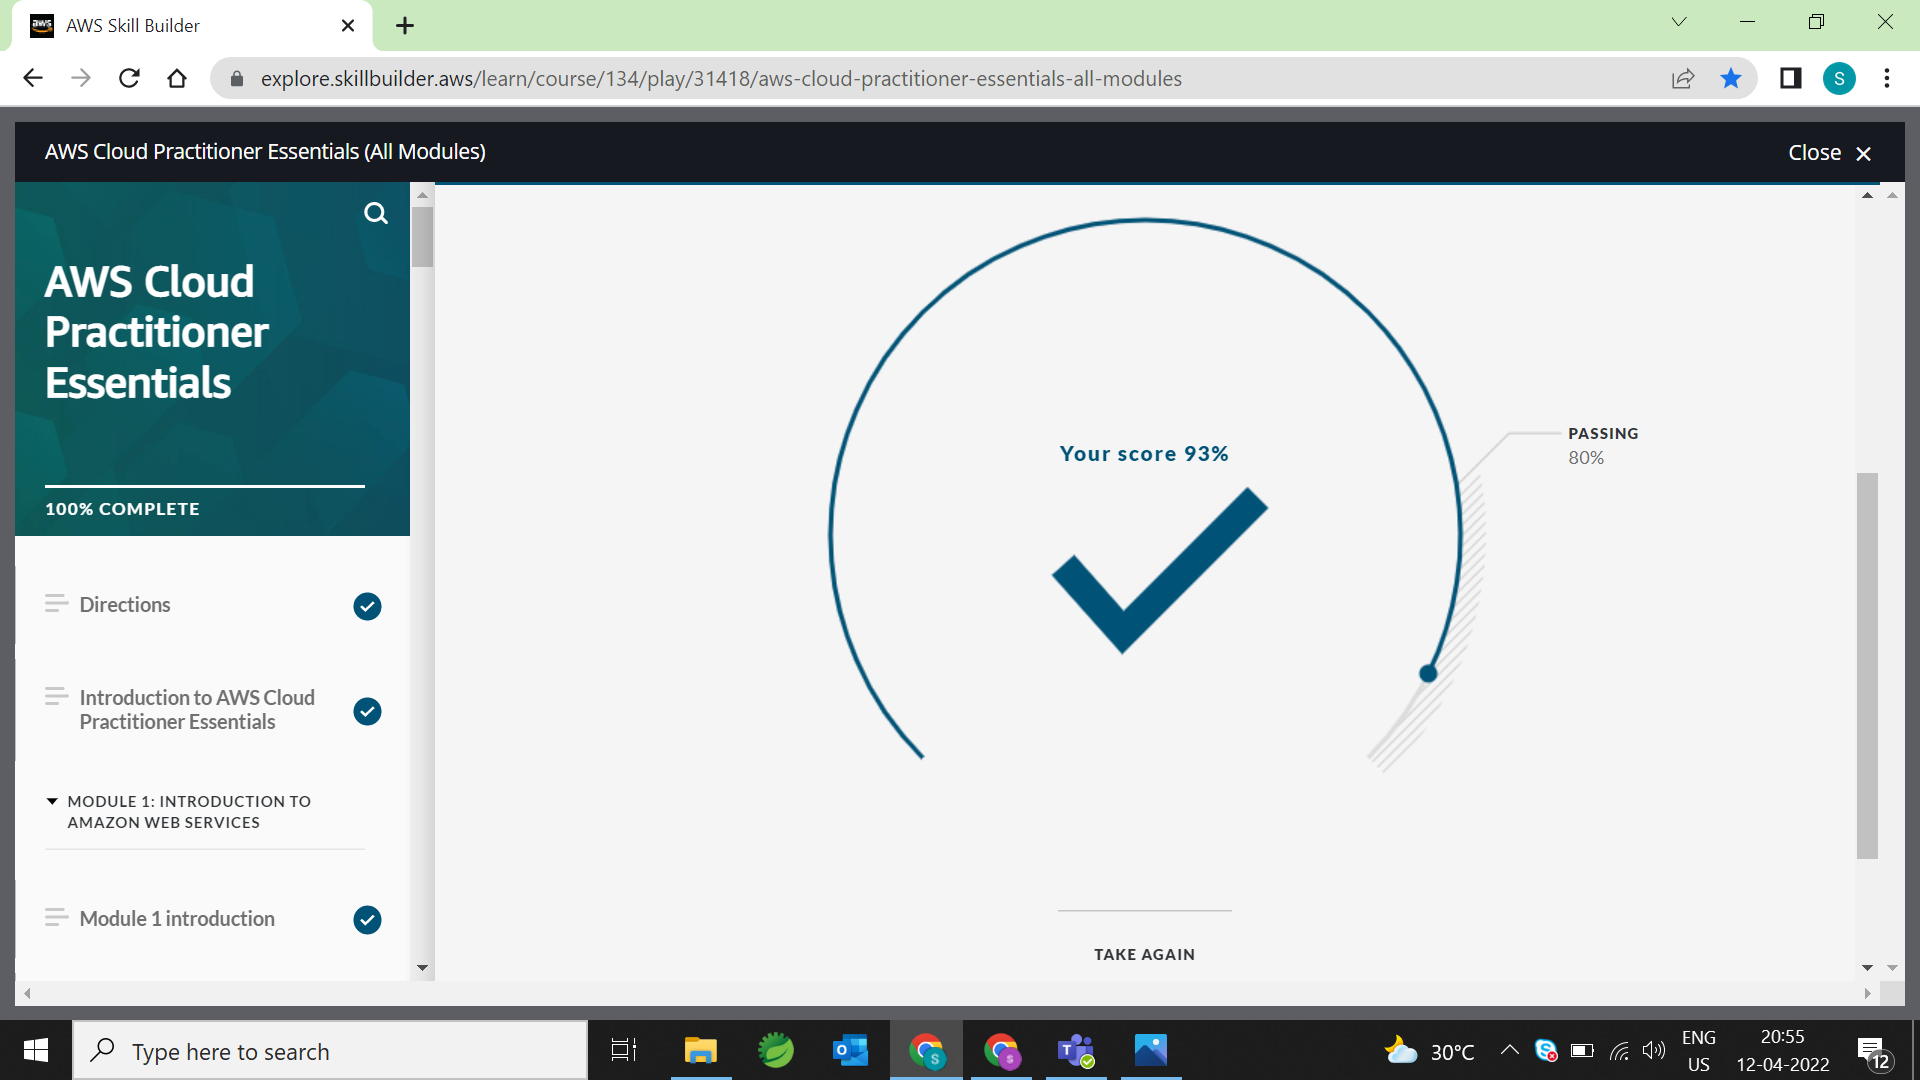 AWS Skill Builder
explore.skillbuilder.aws/learn/course/134/play/31418/aws-cloud-practitioner-essentials-all-modules
S
AWS Cloud Practitioner Essentials (All Modules)
Close
AWS Cloud
Practitioner
Essentials
100% COMPLETE
Directions
Introduction to AWS Cloud
Practitioner Essentials
MODULE 1: INTRODUCTION TO
AMAZON WEB SERVICES
Module 1 introduction
Your score 93%
PASSING
80%
TAKE AGAIN
Type here to search
30°C
ENG
US
20:55
12-04-2022
12